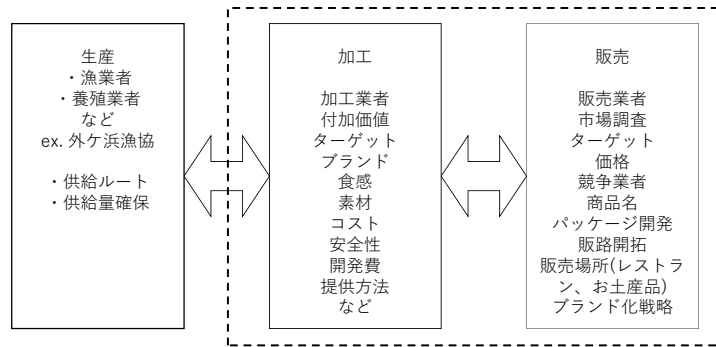 生産
・漁業者
・養殖業者
など
ex. 外ケ浜漁協
・供給ルート
・供給量確保
加工
加工業者
付加価値
ターゲット
ブランド
食感
素材
コスト
安全性
開発費
提供方法
など
販売
販売業者
市場調査
ターゲット
価格
競争業者
商品名
パッケージ開発
販路開拓
販売場所(レストラ
ン、お土産品)
ブランド化戦略